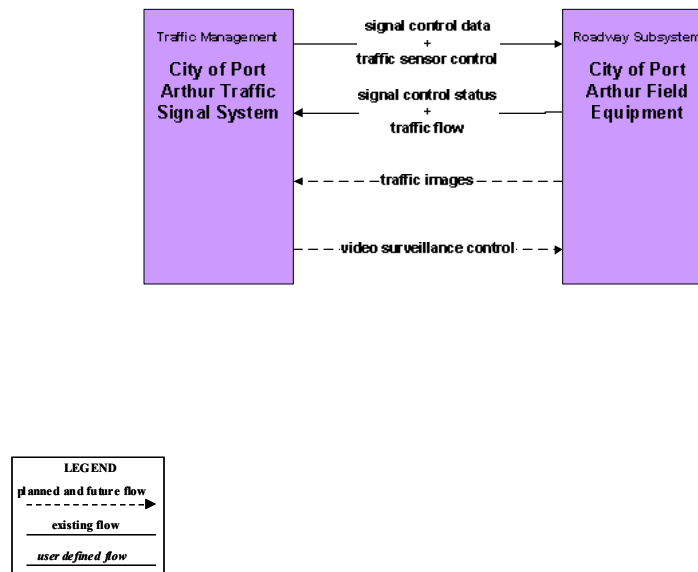 Traffic Management
City of Port
Arthur Traffic
Signal System
signal control data
+
traffic sensor control
signal control status
+
traffic flow
traffic images
video surveillance control
Roadway Subsystem
City of Port
Arthur Field
Equipment
LEGEND
planned and future flow
existing flow
user defined flow